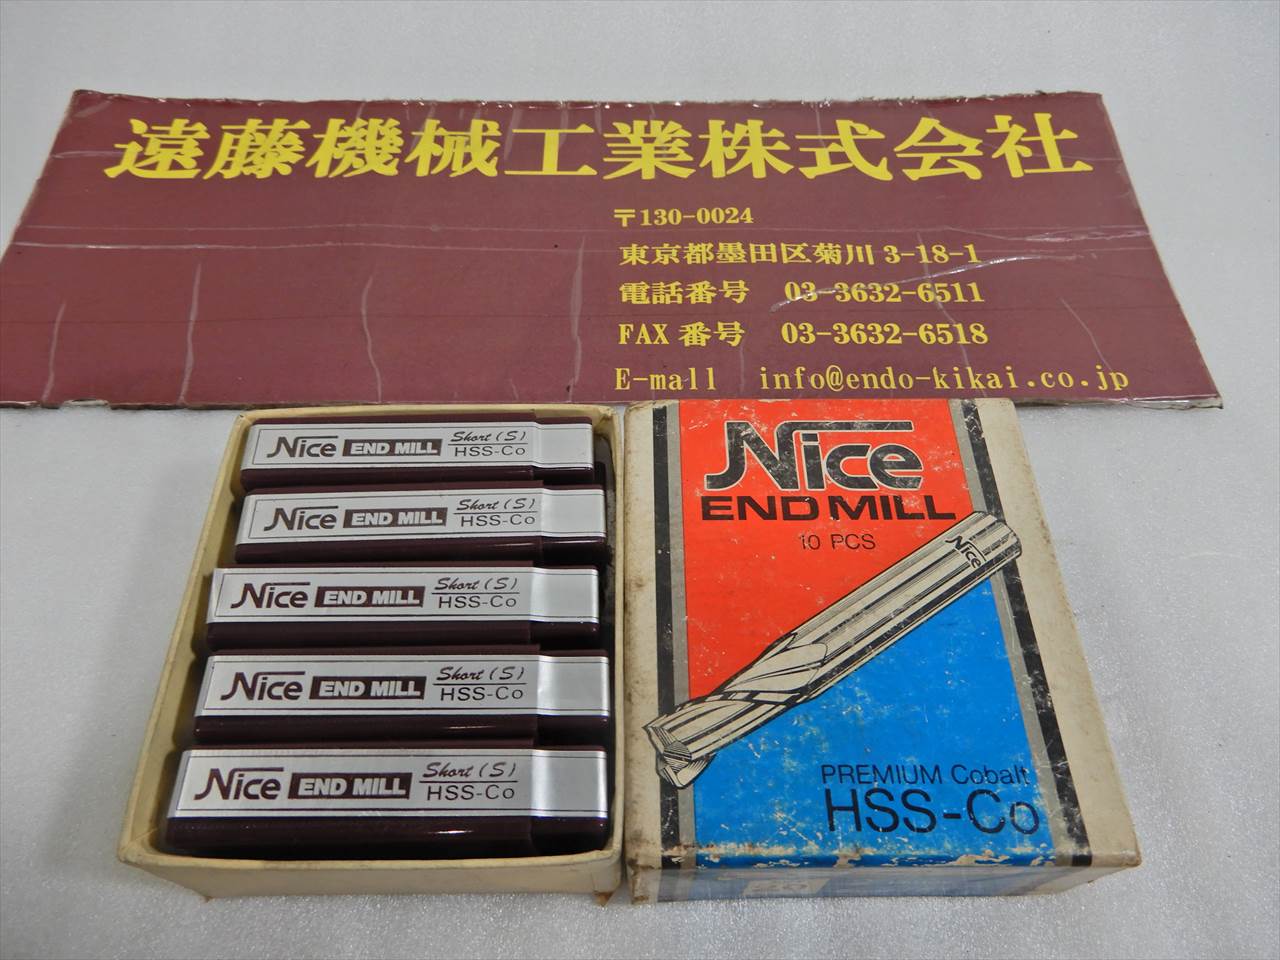 遠藤機械工業株式会社
〒130-0024
東京都墨田区菊川 3-18-1
電話番号 03-3632-6511
FAX 番号 03-3632-6518
E-mall info@endo-kikai.co.jp
Nice END MILL Short (S) HSS-Co
Nice END MILL Short (S) HSS-Co
Nice END MILL Short (S) HSS-Co
Nice END MILL Short (S) HSS-Co
Nice END MILL Short (S) HSS-Co
Nice
END MILL
10 PCS
Nice
PREMIUM Cobalt
HSS-Co